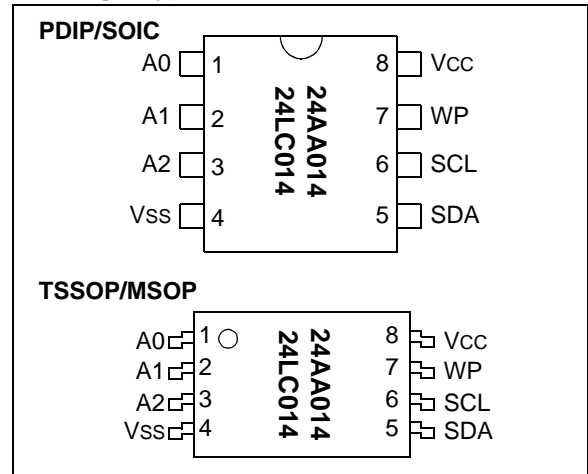 PDIP/SOIC
A0 1 8 VCC
A1 2 7 WP
A2 3 6 SCL
VSS 4 5 SDA
24AA014
24LC014
TSSOP/MSOP
A0 1 8 VCC
A1 2 7 WP
A2 3 6 SCL
VSS 4 5 SDA
24AA014
24LC014